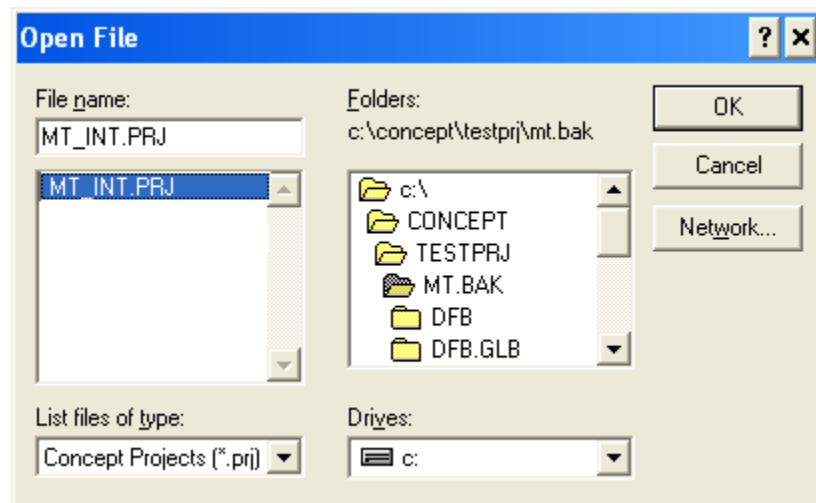 Open File
File name:
MT_INT.PRJ
MT_INT.PRJ
List files of type:
Concept Projects (*.prj)
Folders:
c:\concept\testprj\mt.bak
c:\
CONCEPT
TESTPRJ
MT.BAK
DFB
DFB.GLB
Drives:
c:
OK
Cancel
Network...